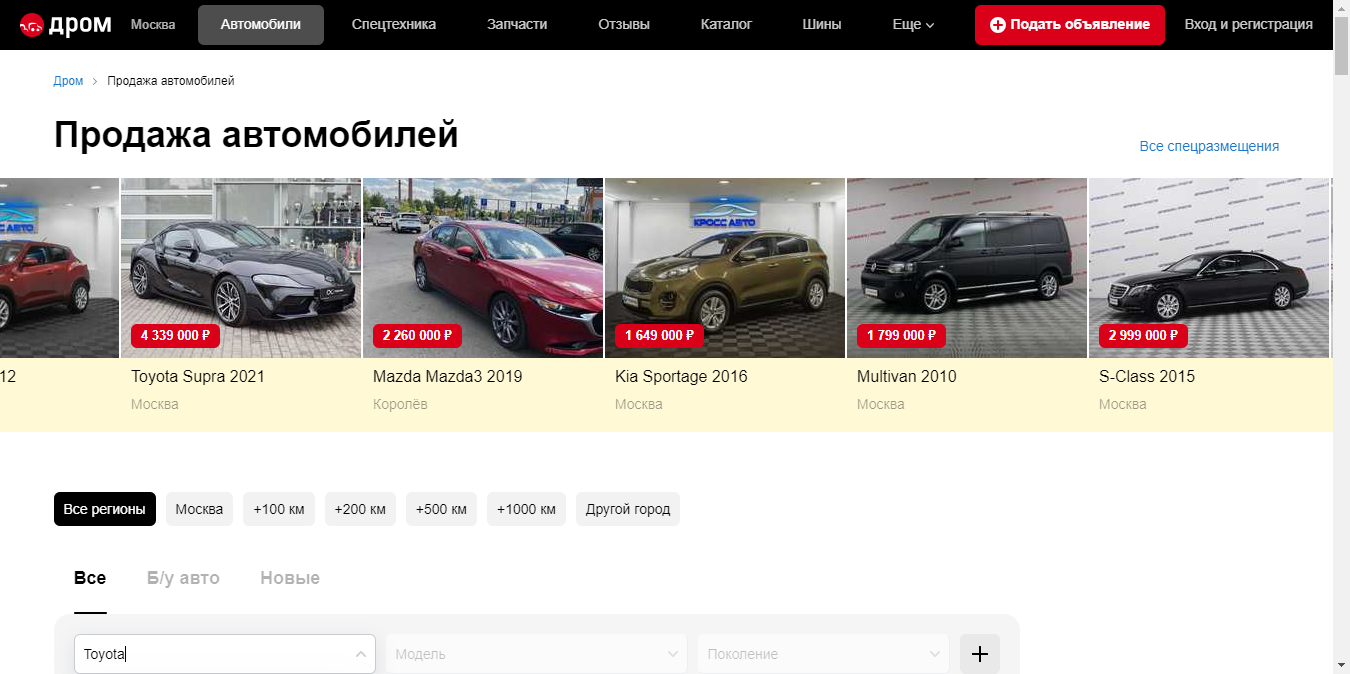 дром Москва Автомобили Спецтехника Запчасти Отзывы Каталог Шины Еще Подать объявление Вход и регистрация
Дром > Продажа автомобилей
Продажа автомобилей
Все спецразмещения
КРОСС АВТО
4 339 000 ₽ 2 260 000 ₽ 1 649 000 ₽ 1 799 000 ₽ 2 999 000 ₽
12 Toyota Supra 2021 Mazda Mazda3 2019 Kia Sportage 2016 Multivan 2010 S-Class 2015
Москва Королёв Москва Москва Москва
Все регионы Москва +100 км +200 км +500 км +1000 км Другой город
Все Б/у авто Новые
Toyota Модель Поколение +